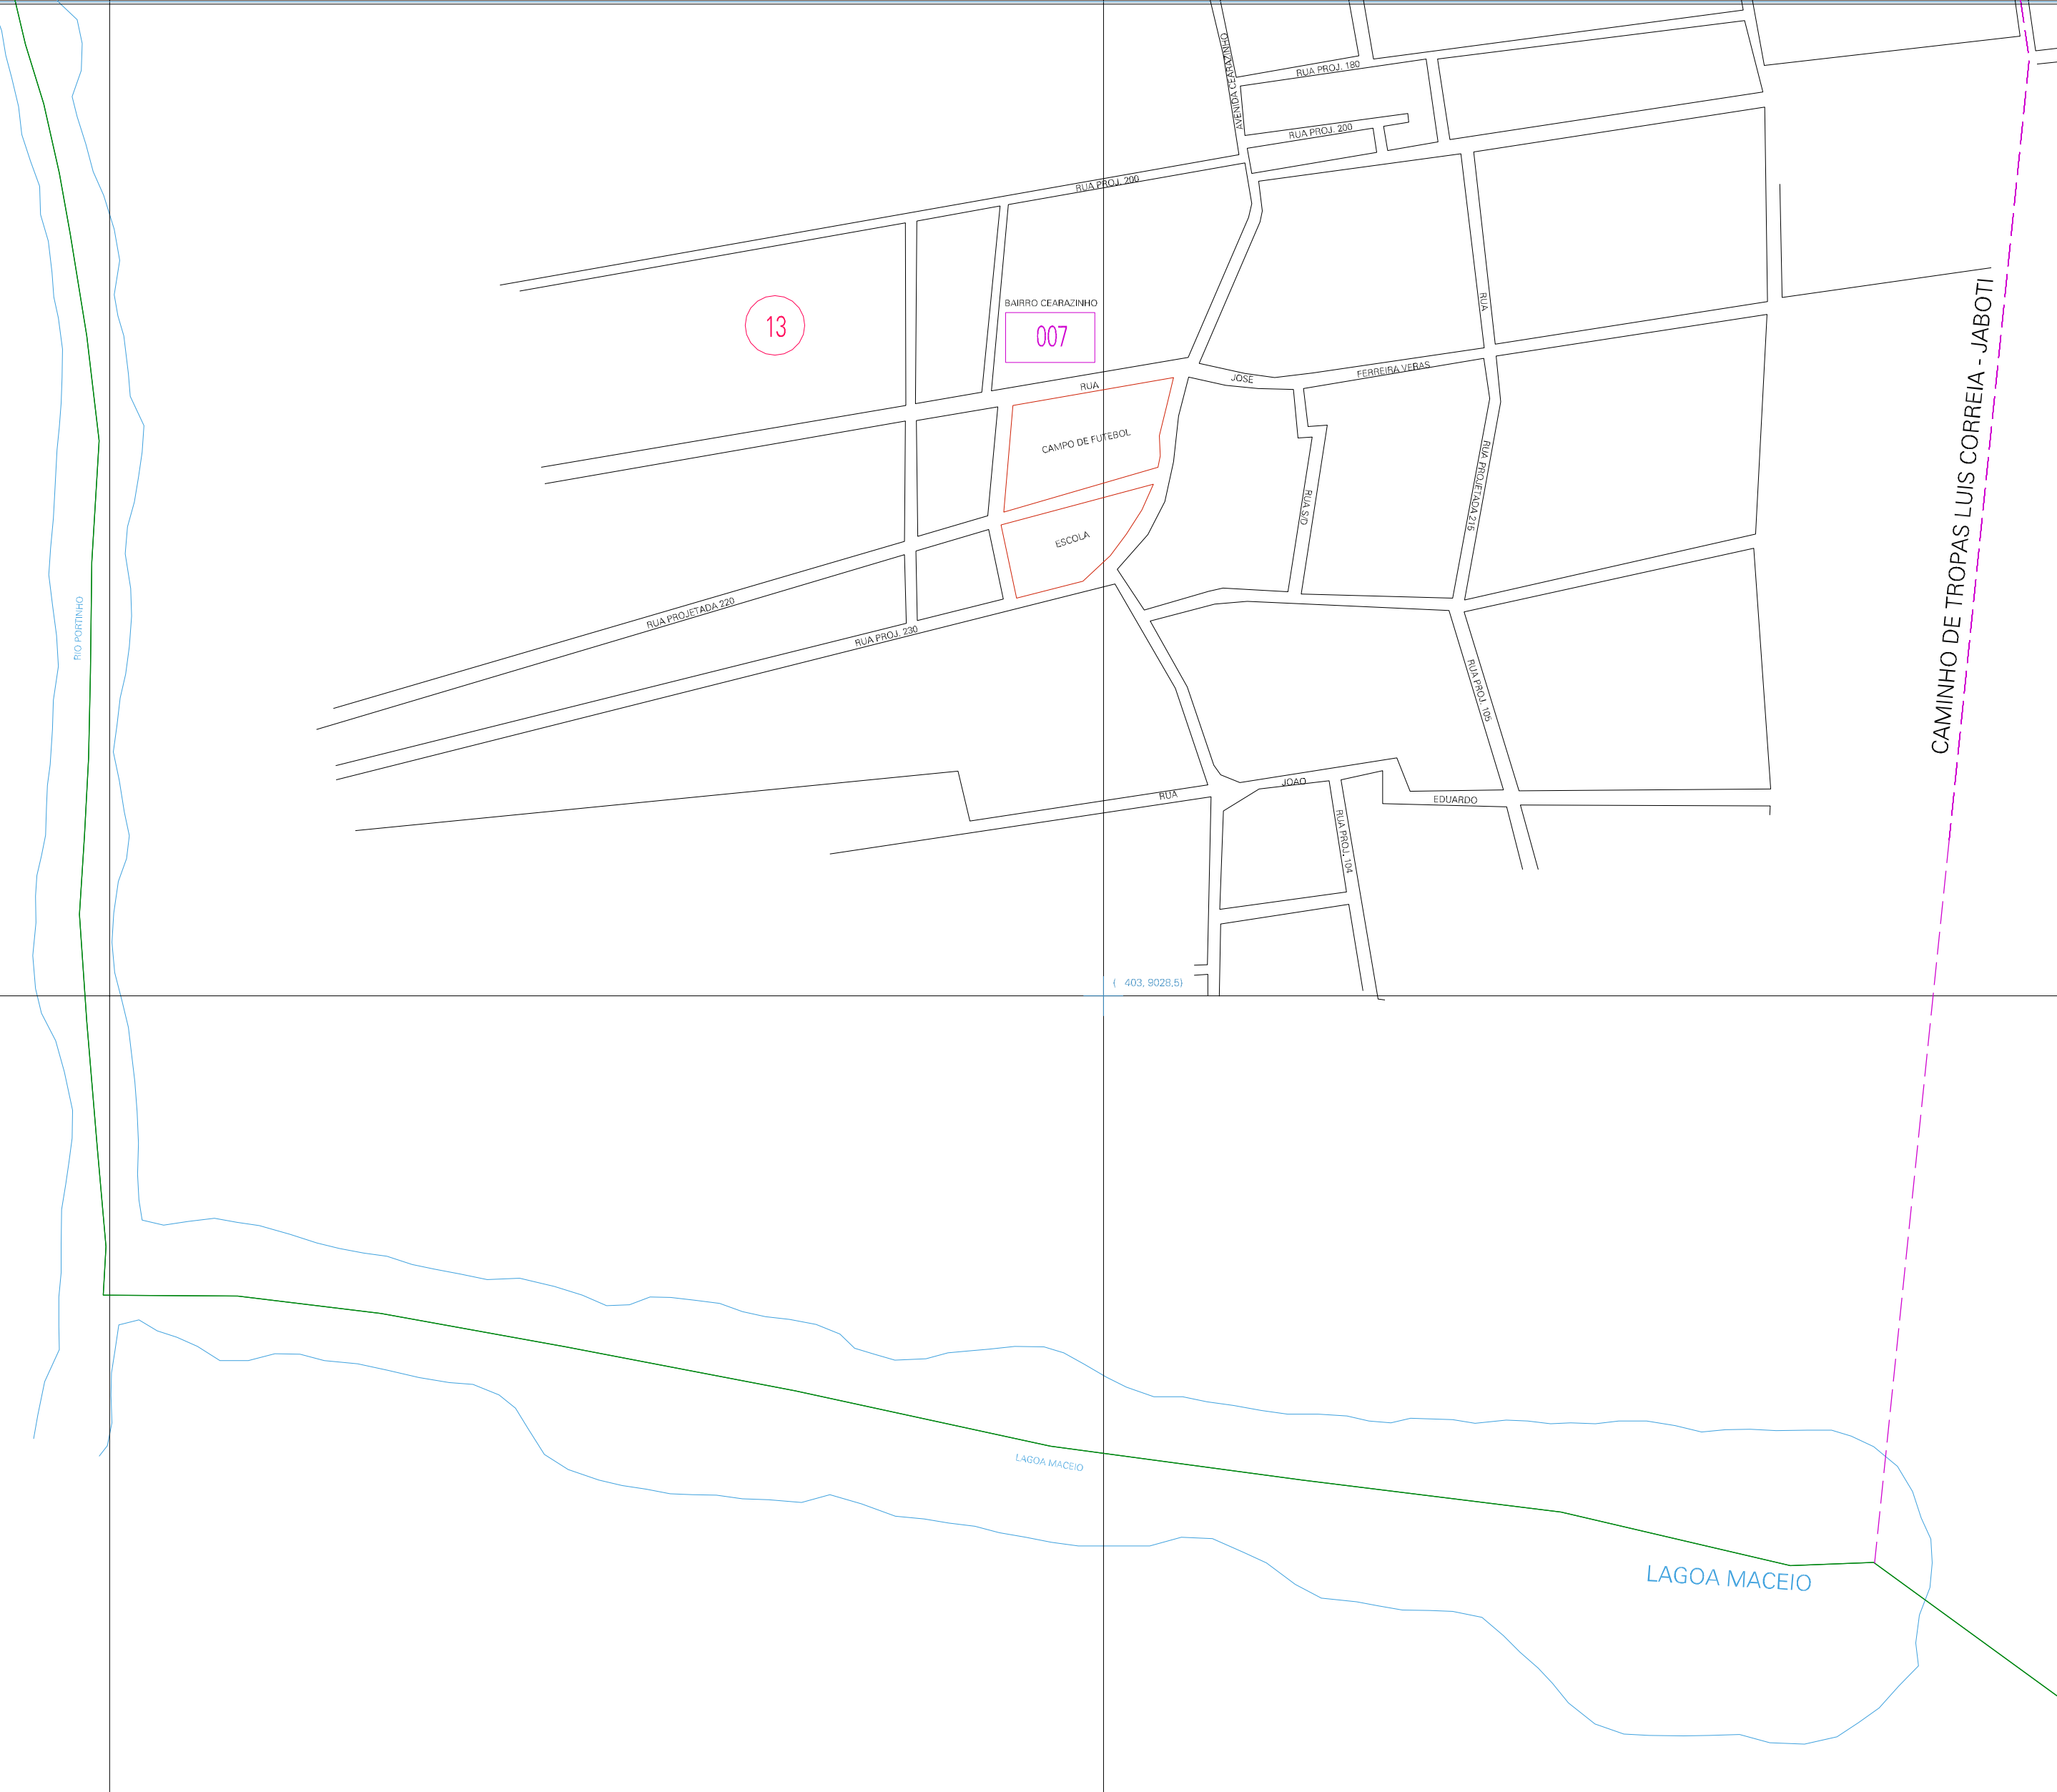 AVENIDA CEARAZINHO
RUA PROJ. 180
RUA PROJ. 200
RUA PROJ. 200
BAIRRO CEARAZINHO
13
007
RUA
RUA
JOSE
FERREIRA VERAS
CAMPO DE FUTEBOL
ESCOLA
RUA S/D
RUA PROJETADA 215
CAMINHO DE TROPAS LUIS CORREIA - JABOTI
RIO PORTINHO
RUA PROJETADA 220
RUA PROJ. 230
RUA PROJ. 105
RUA
JOAO
EDUARDO
RUA PROJ. 104
( 403, 9028,5)
LAGOA MACEIO
LAGOA MACEIO